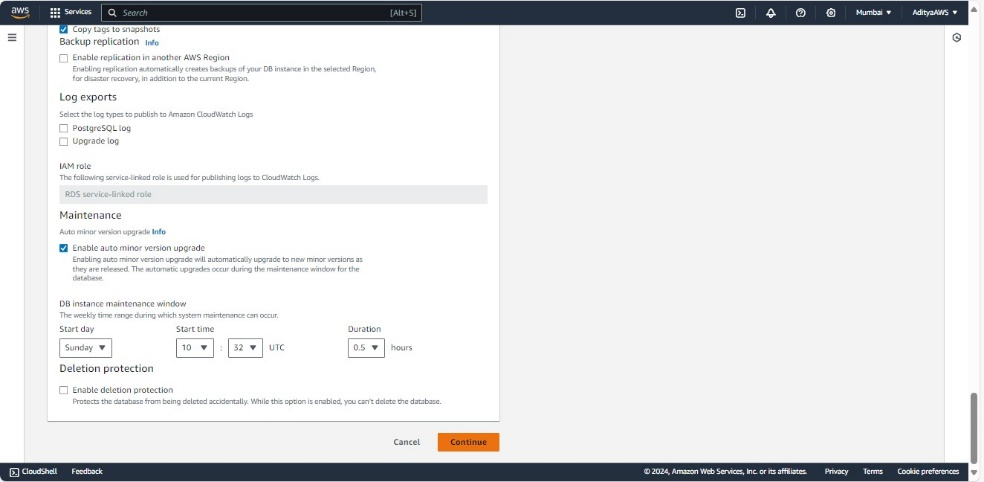 aws Services Search [Alt+S] Mumbai ▼ AdityaAWS ▼
Copy tags to snapshots
Backup replication Info
Enable replication in another AWS Region
Enabling replication automatically creates backups of your DB instance in the selected Region,
for disaster recovery, in addition to the current Region.
Log exports
Select the log types to publish to Amazon CloudWatch Logs
PostgreSQL log
Upgrade log
IAM role
The following service-linked role is used for publishing logs to CloudWatch Logs.
RDS service-linked role
Maintenance
Auto minor version upgrade Info
Enable auto minor version upgrade
Enabling auto minor version upgrade will automatically upgrade to new minor versions as
they are released. The automatic upgrades occur during the maintenance window for the
database.
DB instance maintenance window
The weekly time range during which system maintenance can occur.
Start day Start time Duration
Sunday ▼ 10 ▼ : 32 ▼ UTC 0.5 ▼ hours
Deletion protection
Enable deletion protection
Protects the database from being deleted accidentally. While this option is enabled, you can't delete the database.
Cancel Continue
CloudShell Feedback © 2024, Amazon Web Services, Inc. or its affiliates. Privacy Terms Cookie preferences